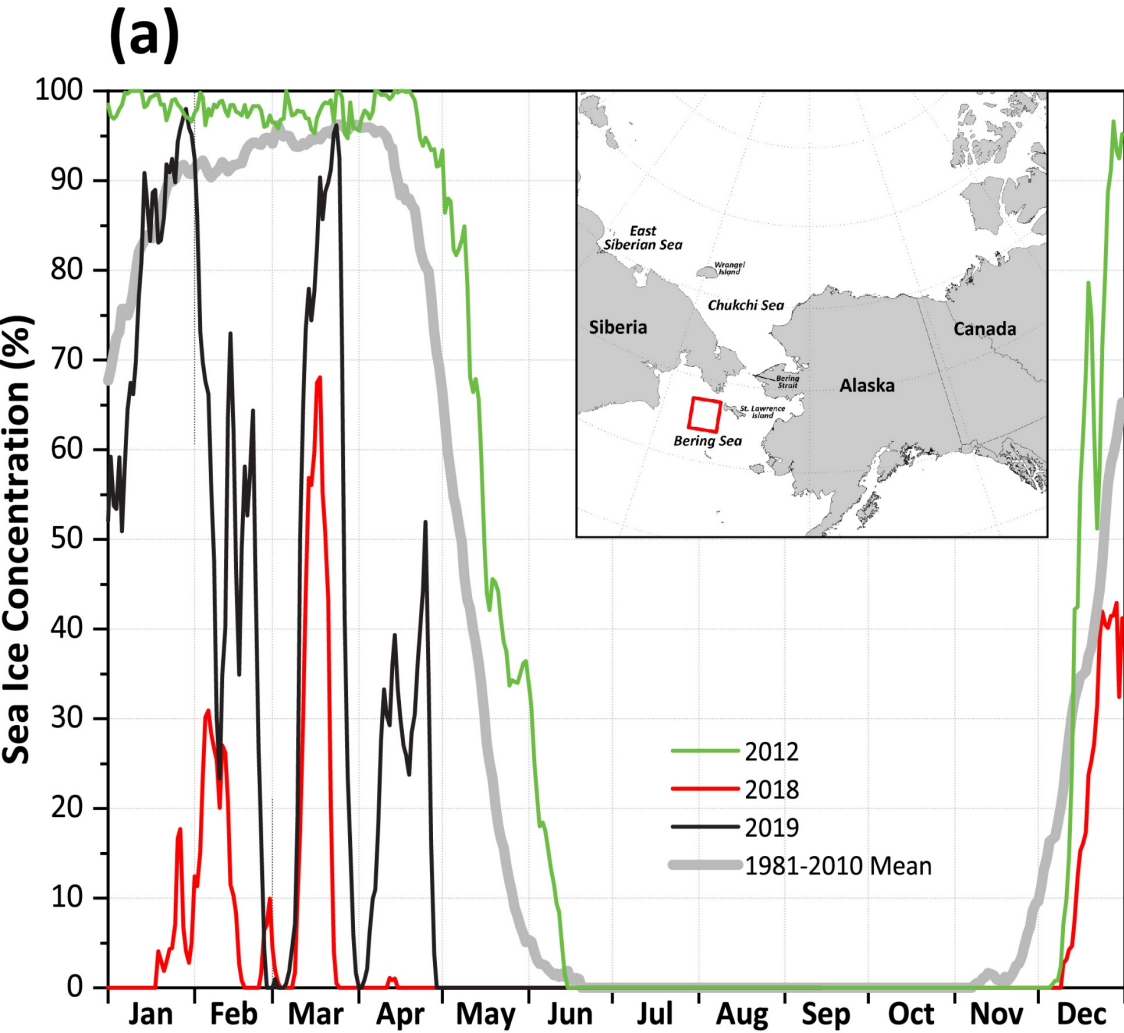 (a)
Sea Ice Concentration (%)
100
90
80
70
60
50
40
30
20
10
0
East
Siberian Sea
Wrangel
Island
Chukchi Sea
Siberia
Canada
Bering
Strait
Alaska
St. Lawrence
Island
Bering Sea
2012
2018
2019
1981-2010 Mean
Jan Feb Mar Apr May Jun Jul Aug Sep Oct Nov Dec